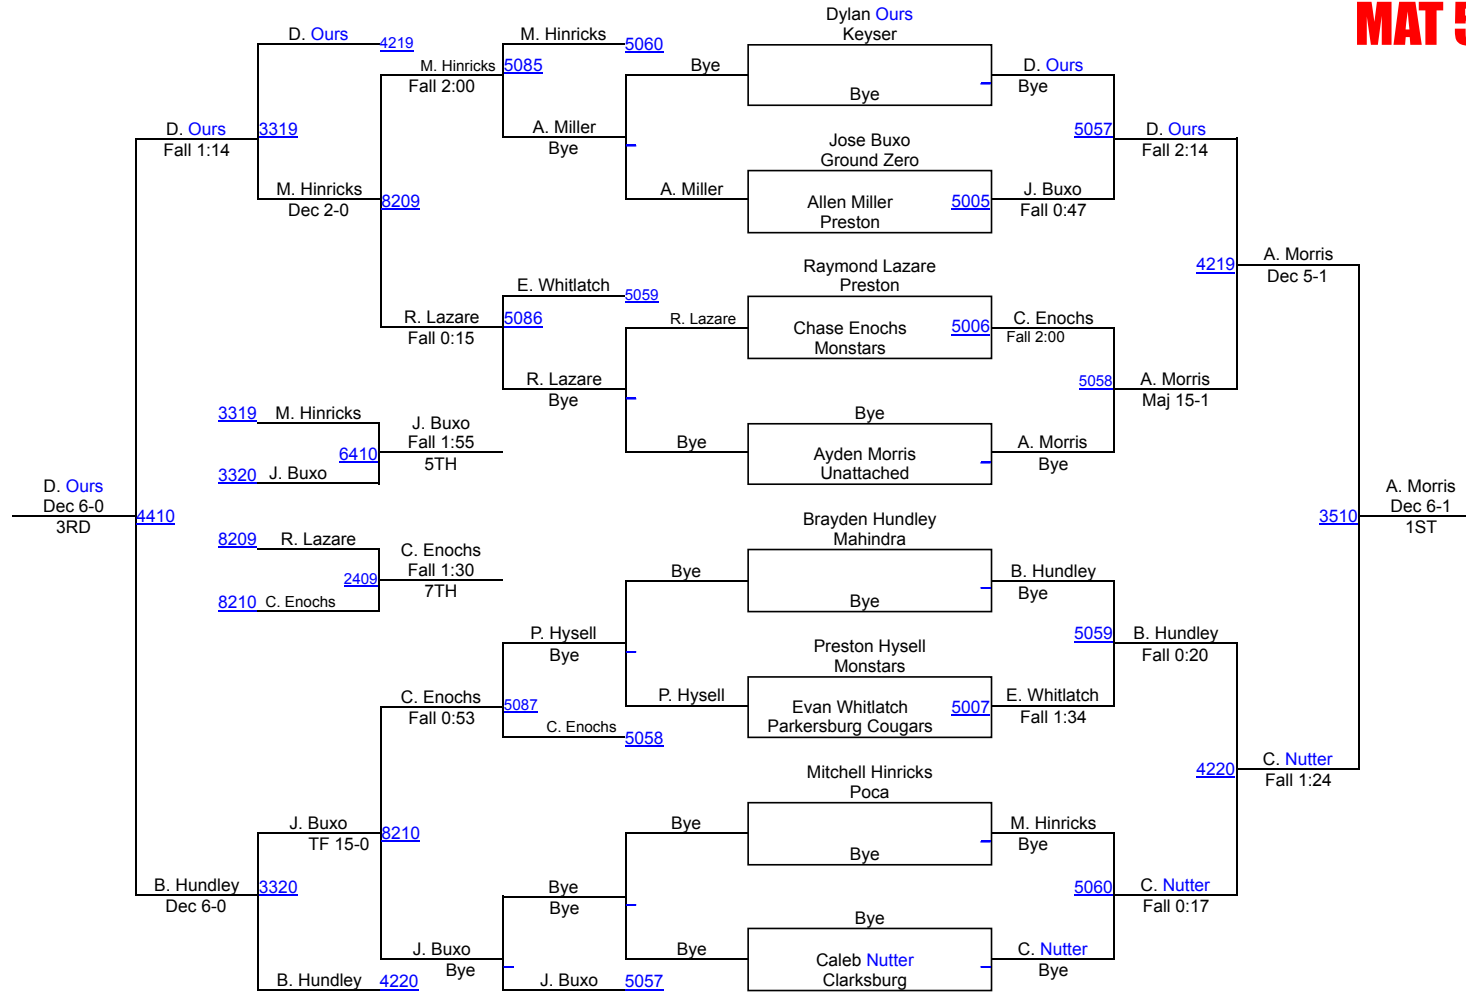 MAT 5
Dylan Ours
Keyser
Bye
D. Ours
4219
M. Hinricks
5060
M. Hinricks
5085
Fall 2:00
Bye
D. Ours
Bye
A. Miller
Bye
D. Ours
3319
Fall 1:14
5057
D. Ours
Fall 2:14
Jose Buxo
Ground Zero
Allen Miller
Preston
5005
A. Miller
J. Buxo
Fall 0:47
M. Hinricks
Dec 2-0
8209
Raymond Lazare
Preston
4219
A. Morris
Dec 5-1
E. Whitlatch
5059
R. Lazare
5086
Fall 0:15
R. Lazare
Chase Enochs
Monstars
5006
C. Enochs
Fall 2:00
R. Lazare
Bye
5058
A. Morris
Maj 15-1
3319
M. Hinricks
J. Buxo
Fall 1:55
6410
5TH
3320
J. Buxo
Bye
Bye
Ayden Morris
Unattached
A. Morris
Bye
D. Ours
Dec 6-0
4410
3RD
A. Morris
Dec 6-1
3510
1ST
8209
R. Lazare
C. Enochs
Fall 1:30
2409
7TH
8210
C. Enochs
Brayden Hundley
Mahindra
Bye
Bye
B. Hundley
Bye
P. Hysell
Bye
5059
B. Hundley
Fall 0:20
Preston Hysell
Monstars
P. Hysell
Evan Whitlatch
Parkersburg Cougars
5007
E. Whitlatch
Fall 1:34
C. Enochs
5087
Fall 0:53
C. Enochs
5058
Mitchell Hinricks
Poca
4220
C. Nutter
Fall 1:24
J. Buxo
8210
TF 15-0
Bye
Bye
M. Hinricks
Bye
B. Hundley
3320
Dec 6-0
Bye
Bye
5060
C. Nutter
Fall 0:17
Bye
J. Buxo
Bye
Bye
Caleb Nutter
Clarksburg
C. Nutter
Bye
B. Hundley
4220
J. Buxo
5057